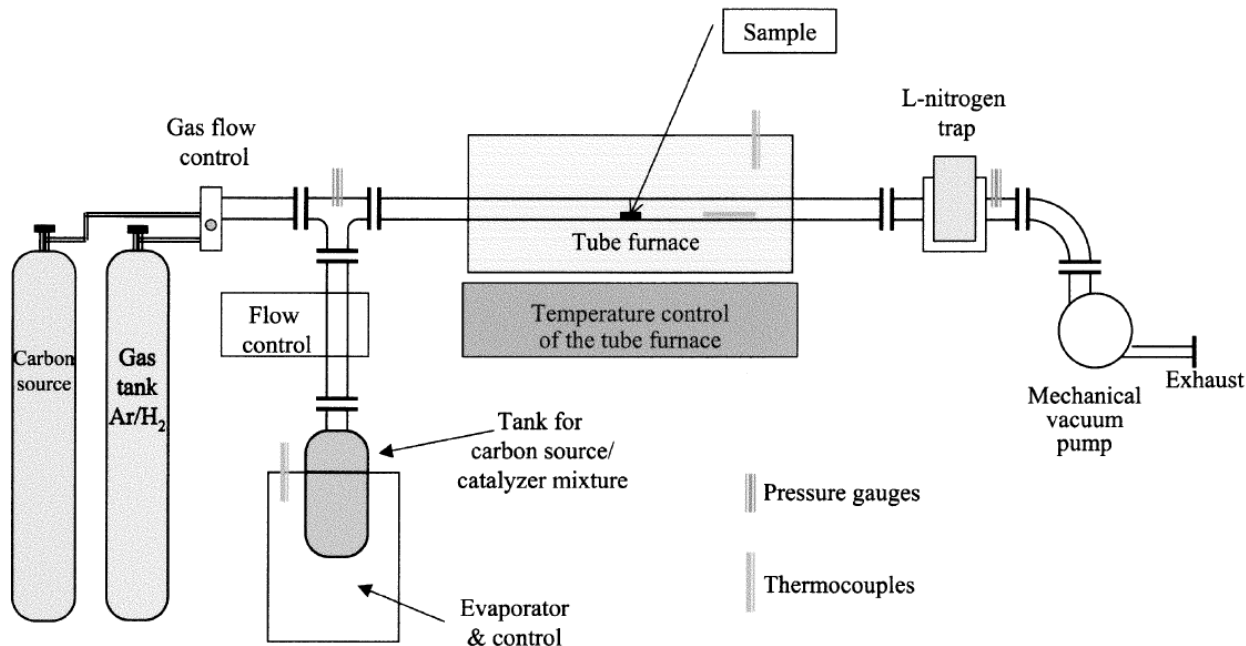 Sample
L-nitrogen
trap
Gas flow
control
Tube furnace
Flow
control
Temperature control
of the tube furnace
Carbon
source
Gas
tank
Ar/H₂
Exhaust
Mechanical
vacuum
pump
Tank for
carbon source/
catalyzer mixture
Pressure gauges
Thermocouples
Evaporator
& control